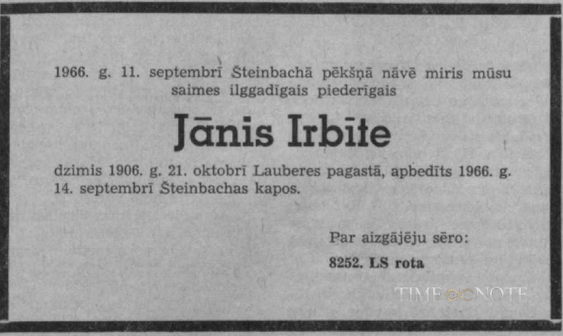 1966. g. 11. septembrī Šteinbachā pēkšņā nāvē miris mūsu
saimes ilggadīgais piederīgais
Jānis Irbīte
dzimis 1906. g. 21. oktobrī Lauberes pagastā, apbedīts 1966. g.
14. septembrī Šteinbachas kapos.
Par aizgājēju sēro:
8252. LS rota
TIMENOTE